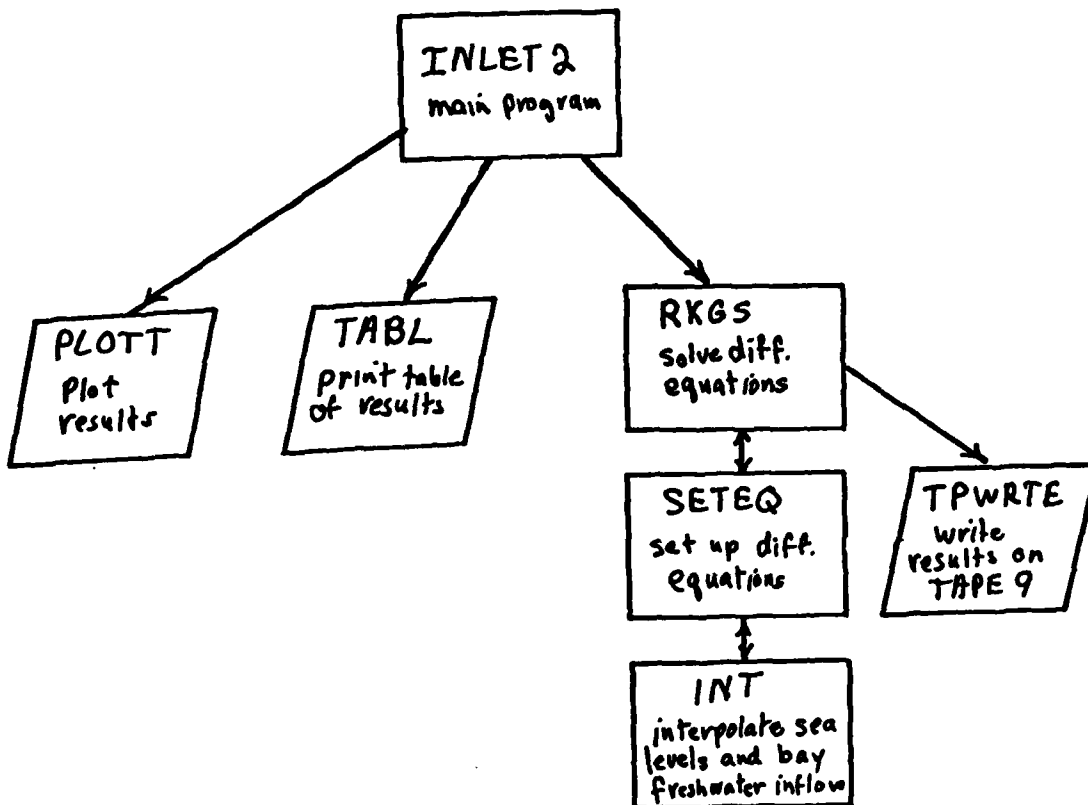 INLET 2
main program
PLOTT
Plot
results
TABL
print table
of results
RKGS
solve diff.
equations
SETEQ
set up diff.
equations
TPWRTE
write
results on
TAPE 9
INT
interpolate sea
levels and bay
freshwater inflow